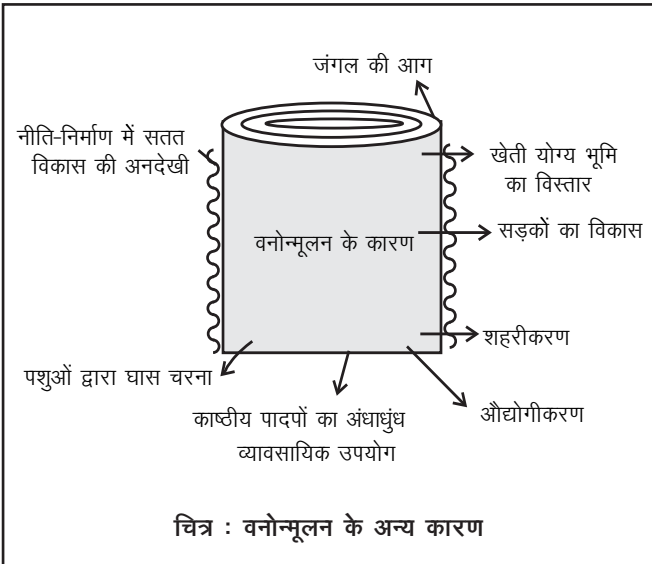 जंगल की आग
नीति-निर्माण में सतत
विकास की अनदेखी
खेती योग्य भूमि
का विस्तार
सड़कों का विकास
वनोन्मूलन के कारण
शहरीकरण
पशुओं द्वारा घास चरना
काष्ठीय पादपों का अंधाधुंध
व्यावसायिक उपयोग
औद्योगीकरण
चित्र : वनोन्मूलन के अन्य कारण